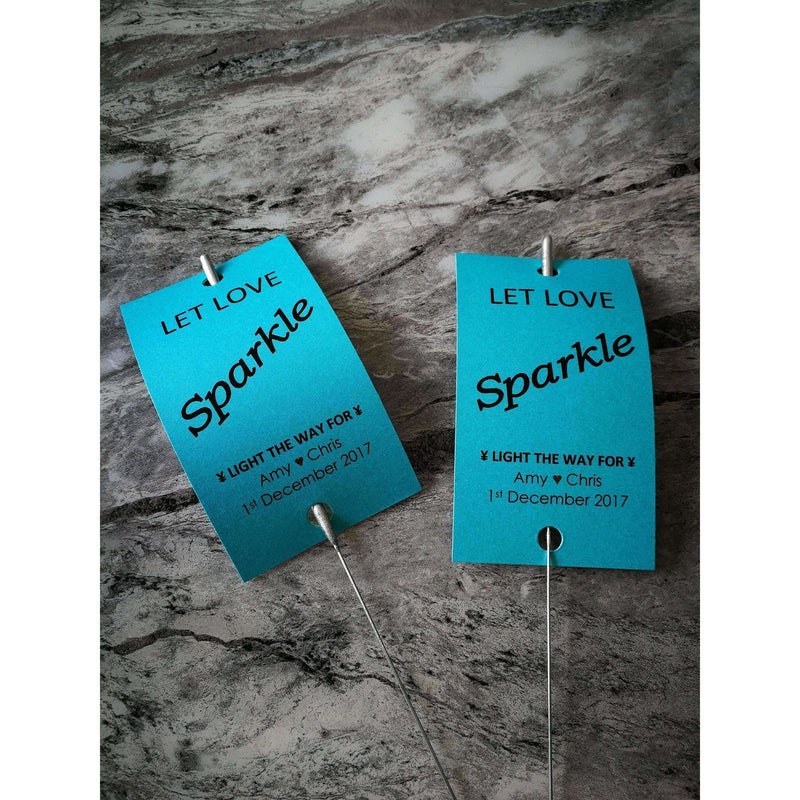 LET LOVE
Sparkle
¥ LIGHT THE WAY FOR ¥
Amy ♥ Chris
1st December 2017
LET LOVE
Sparkle
¥ LIGHT THE WAY FOR ¥
Amy ♥ Chris
1st December 2017